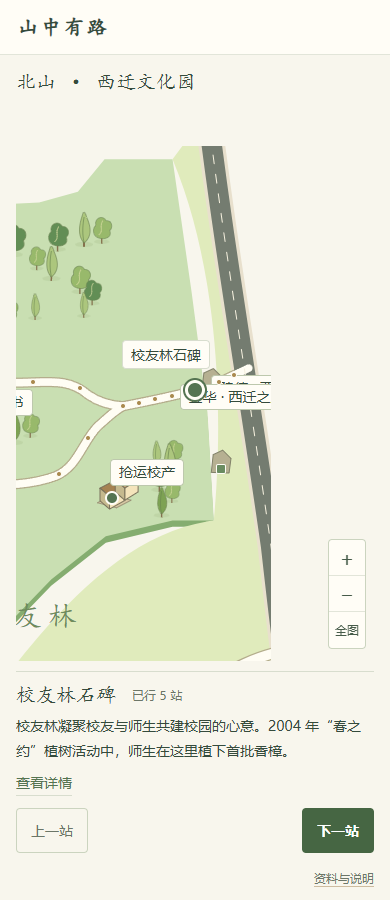 山中有路
北山 • 西迁文化园
校友林石碑
华 · 西迁之
书
抢运校产
友林
+
−
全图
校友林石碑 已行 5 站
校友林凝聚校友与师生共建校园的心意。2004 年“春之
约”植树活动中，师生在这里植下首批香樟。
查看详情
上一站
下一站
资料与说明